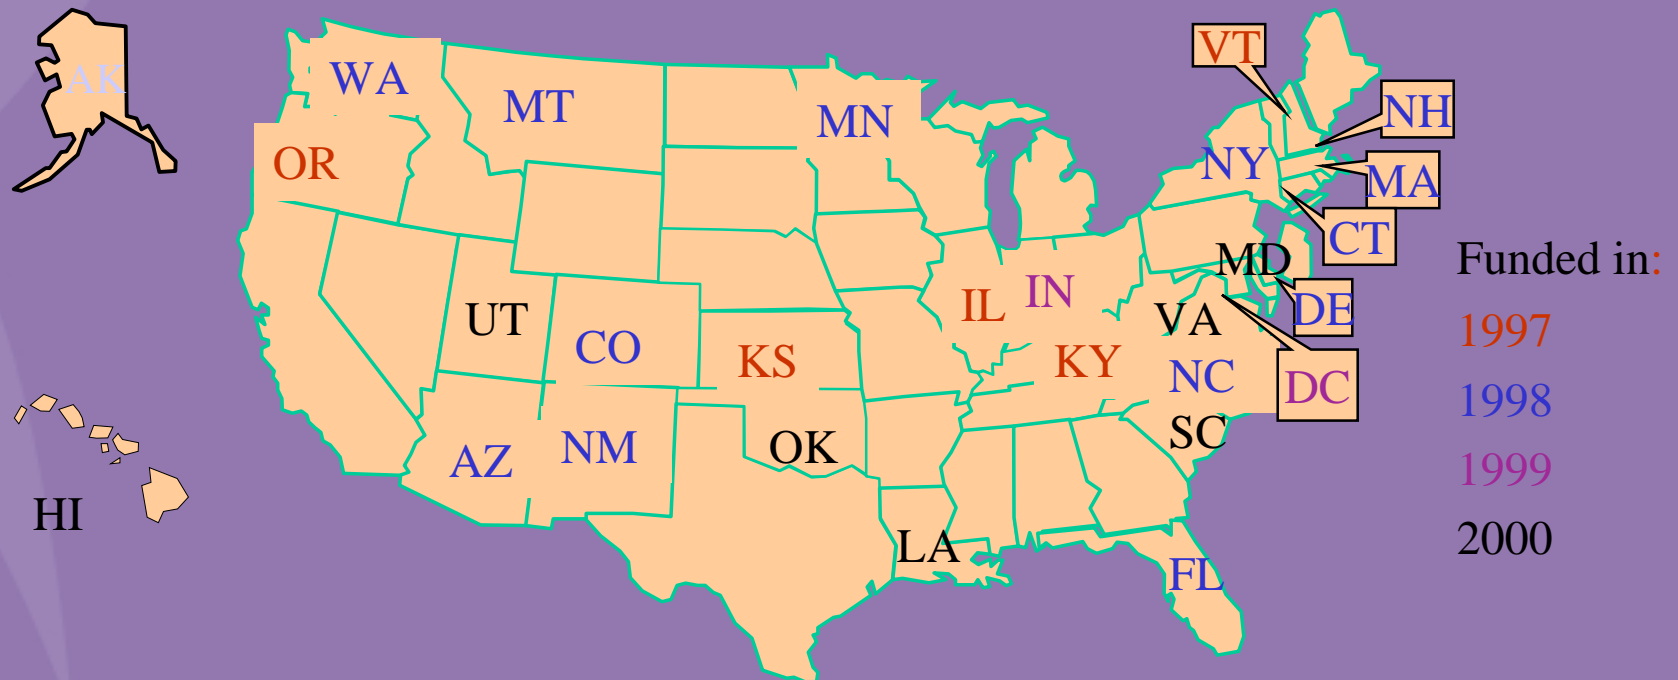 AK
WA
MT
MN
VT
NH
OR
NY
MA
CT
MD
Funded in:
UT
CO
KS
IL
IN
KY
VA
DE
1997
NC
DC
1998
AZ
NM
OK
SC
1999
HI
LA
FL
2000